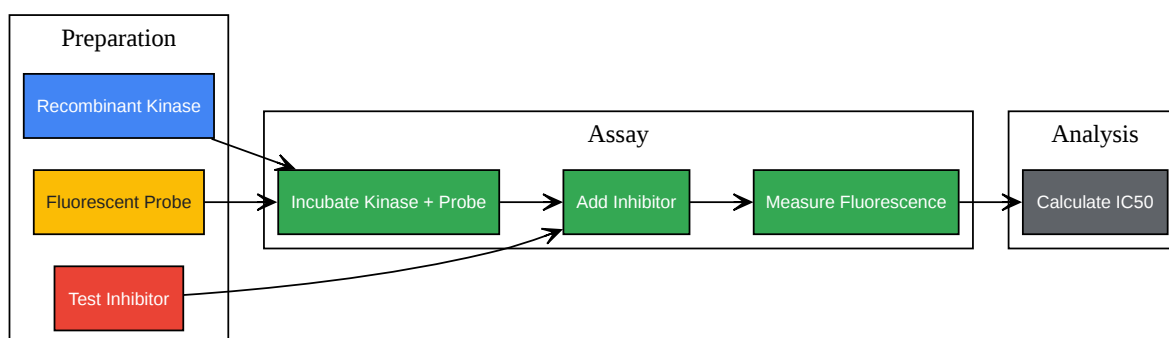 Preparation
Recombinant Kinase
Fluorescent Probe
Test Inhibitor
Assay
Incubate Kinase + Probe
Add Inhibitor
Measure Fluorescence
Analysis
Calculate IC50